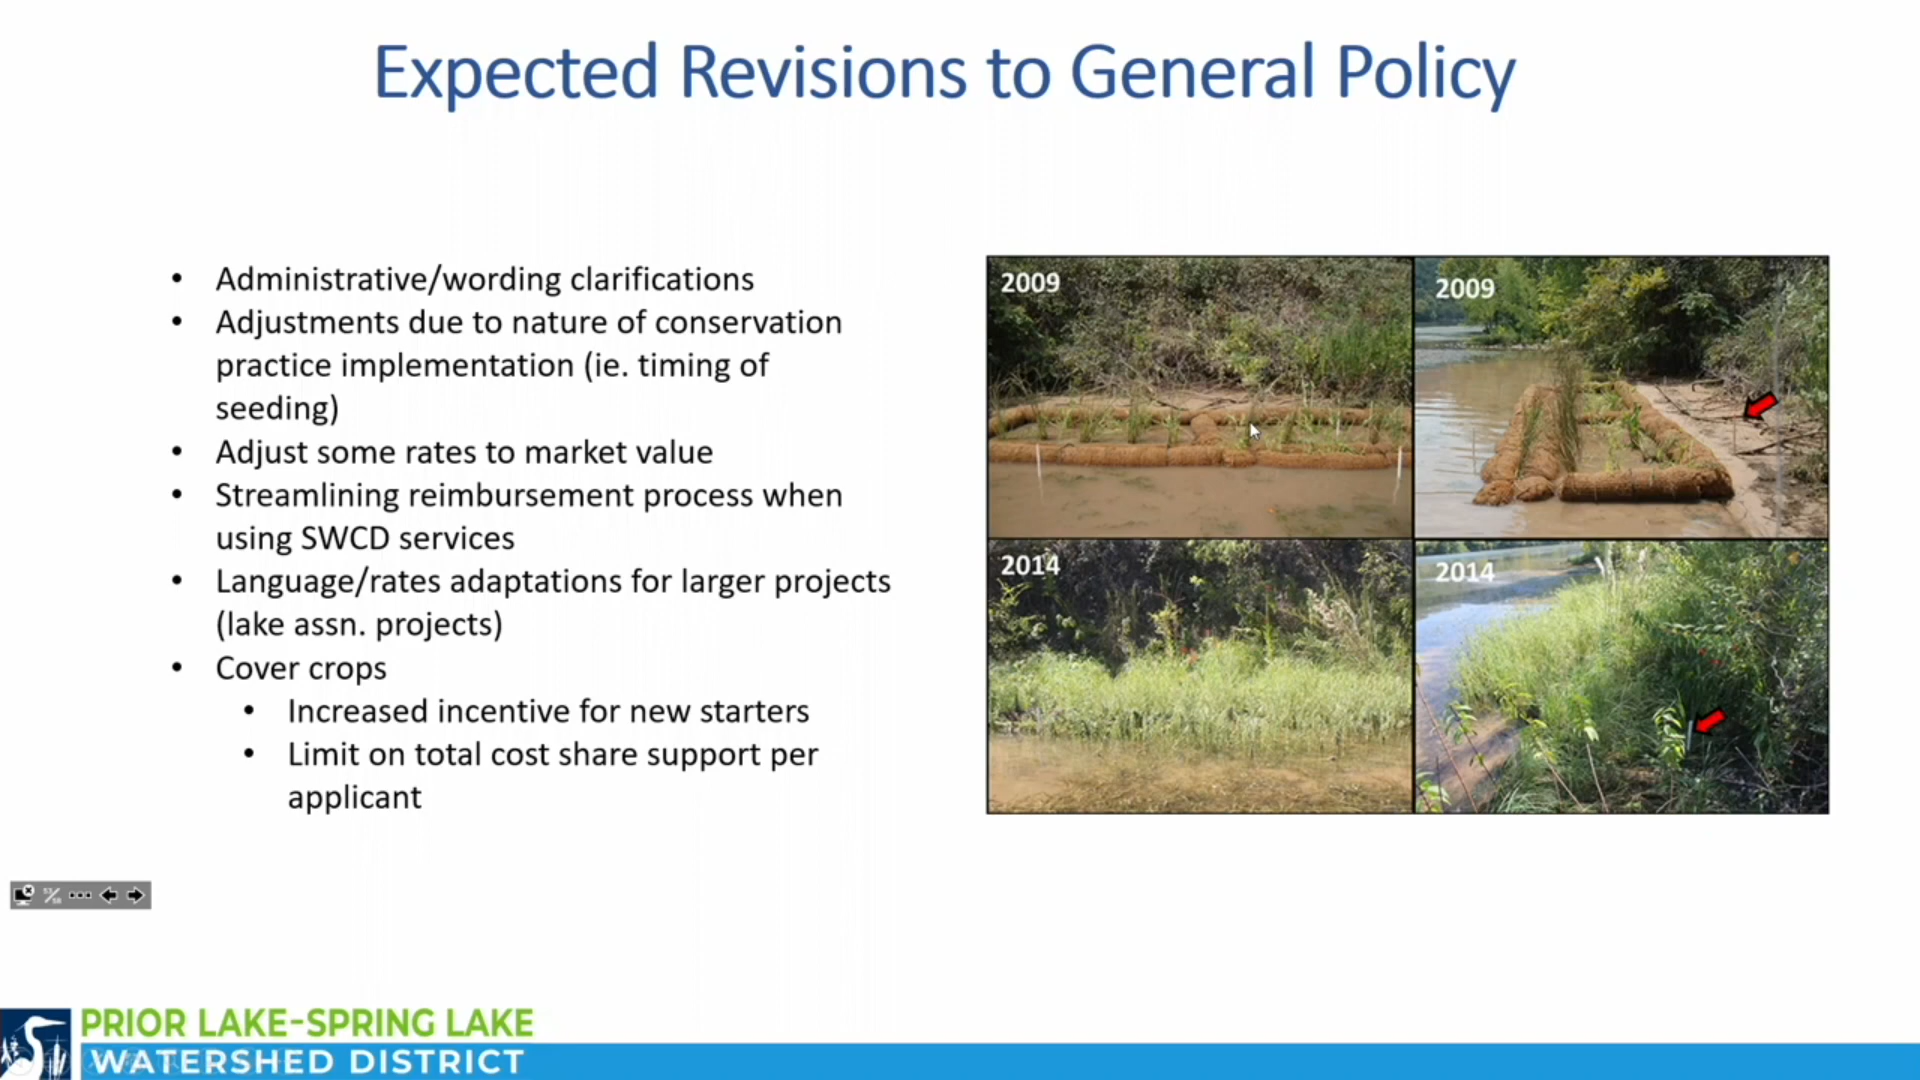 Expected Revisions to General Policy
• Administrative/wording clarifications
• Adjustments due to nature of conservation
practice implementation (ie. timing of
seeding)
• Adjust some rates to market value
• Streamlining reimbursement process when
using SWCD services
• Language/rates adaptations for larger projects
(lake assn. projects)
• Cover crops
• Increased incentive for new starters
• Limit on total cost share support per
applicant
2009
2009
2014
2014
53/58
PRIOR LAKE-SPRING LAKE
WATERSHED DISTRICT